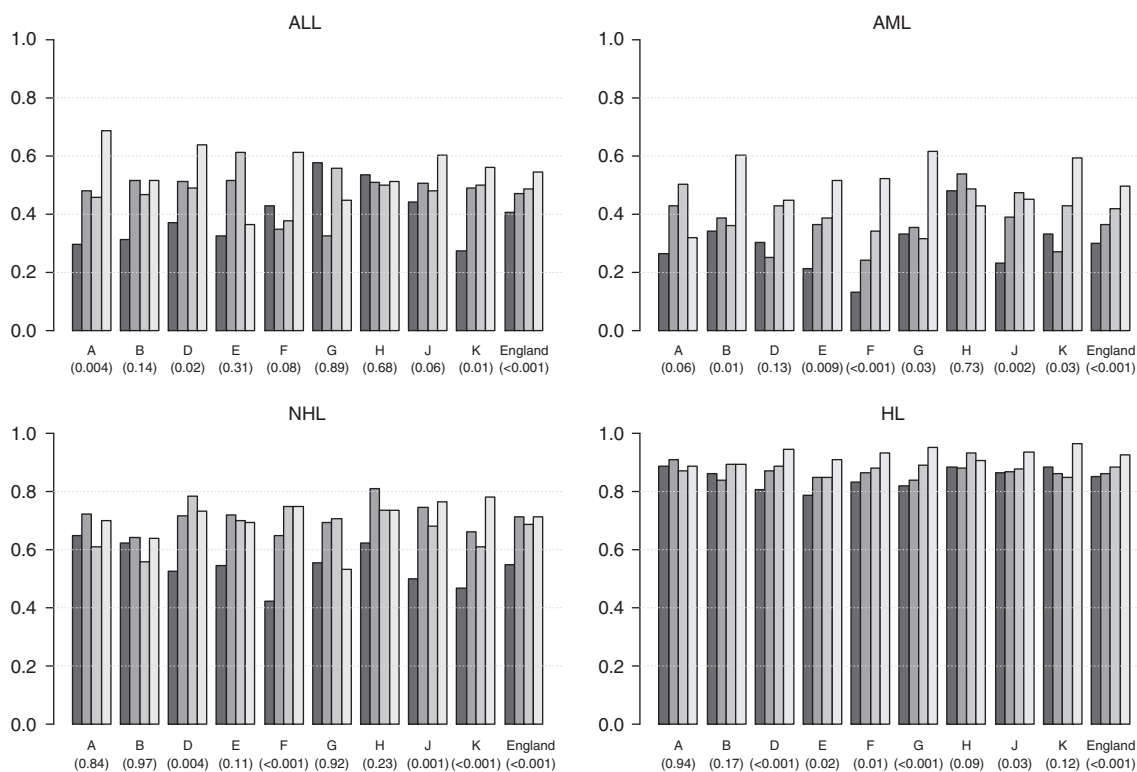 ALL
1.0
0.8
0.6
0.4
0.2
0.0
A B D E F G H J K England
(0.004) (0.14) (0.02) (0.31) (0.08) (0.89) (0.68) (0.06) (0.01) (<0.001)
AML
1.0
0.8
0.6
0.4
0.2
0.0
A B D E F G H J K England
(0.06) (0.01) (0.13) (0.009) (<0.001) (0.03) (0.73) (0.002) (0.03) (<0.001)
NHL
1.0
0.8
0.6
0.4
0.2
0.0
A B D E F G H J K England
(0.84) (0.97) (0.004) (0.11) (<0.001) (0.92) (0.23) (0.001) (<0.001) (<0.001)
HL
1.0
0.8
0.6
0.4
0.2
0.0
A B D E F G H J K England
(0.94) (0.17) (<0.001) (0.02) (0.01) (<0.001) (0.09) (0.03) (0.12) (<0.001)